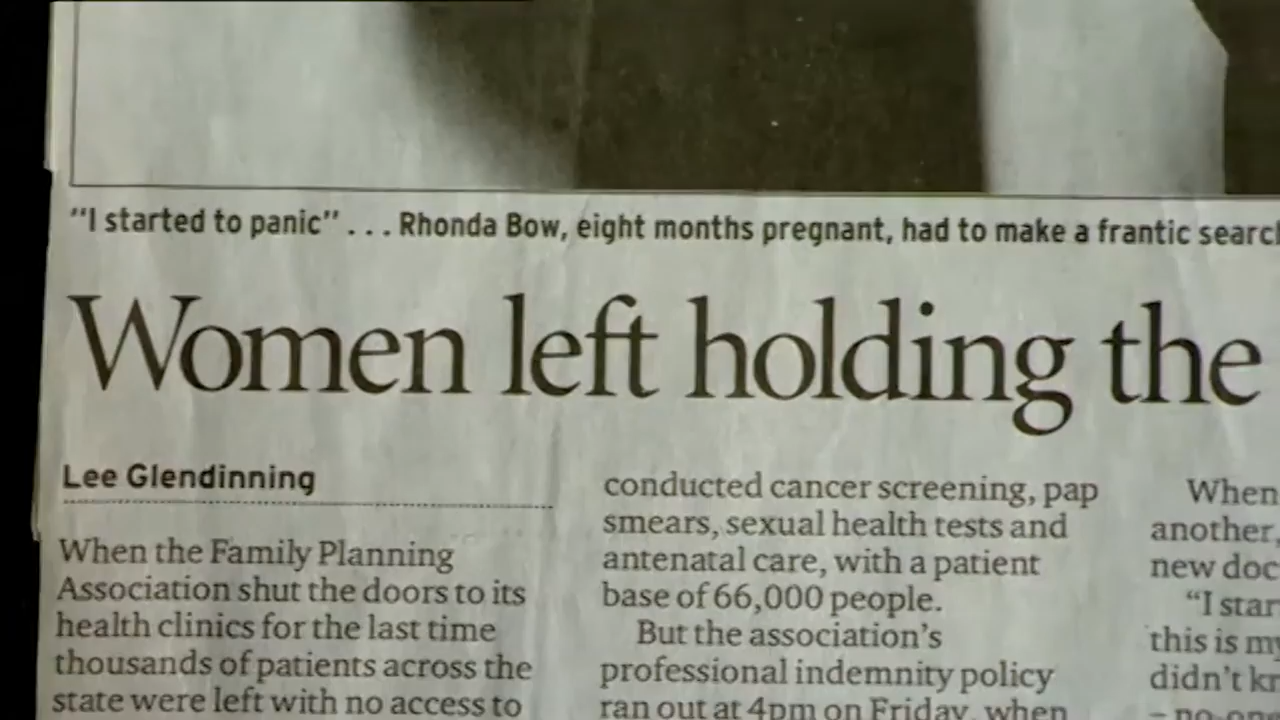 "I started to panic" . . . Rhonda Bow, eight months pregnant, had to make a frantic
Women left holding the
Lee Glendinning
When the Family Planning
Association shut the doors to its
health clinics for the last time
thousands of patients across the
state were left with no access to
conducted cancer screening, pap
smears, sexual health tests and
antenatal care, with a patient
base of 66,000 people.
But the association's
professional indemnity policy
ran out at 4pm on Friday, when
When
another,
new doc
"I star
this is my
didn't kn
– no-one